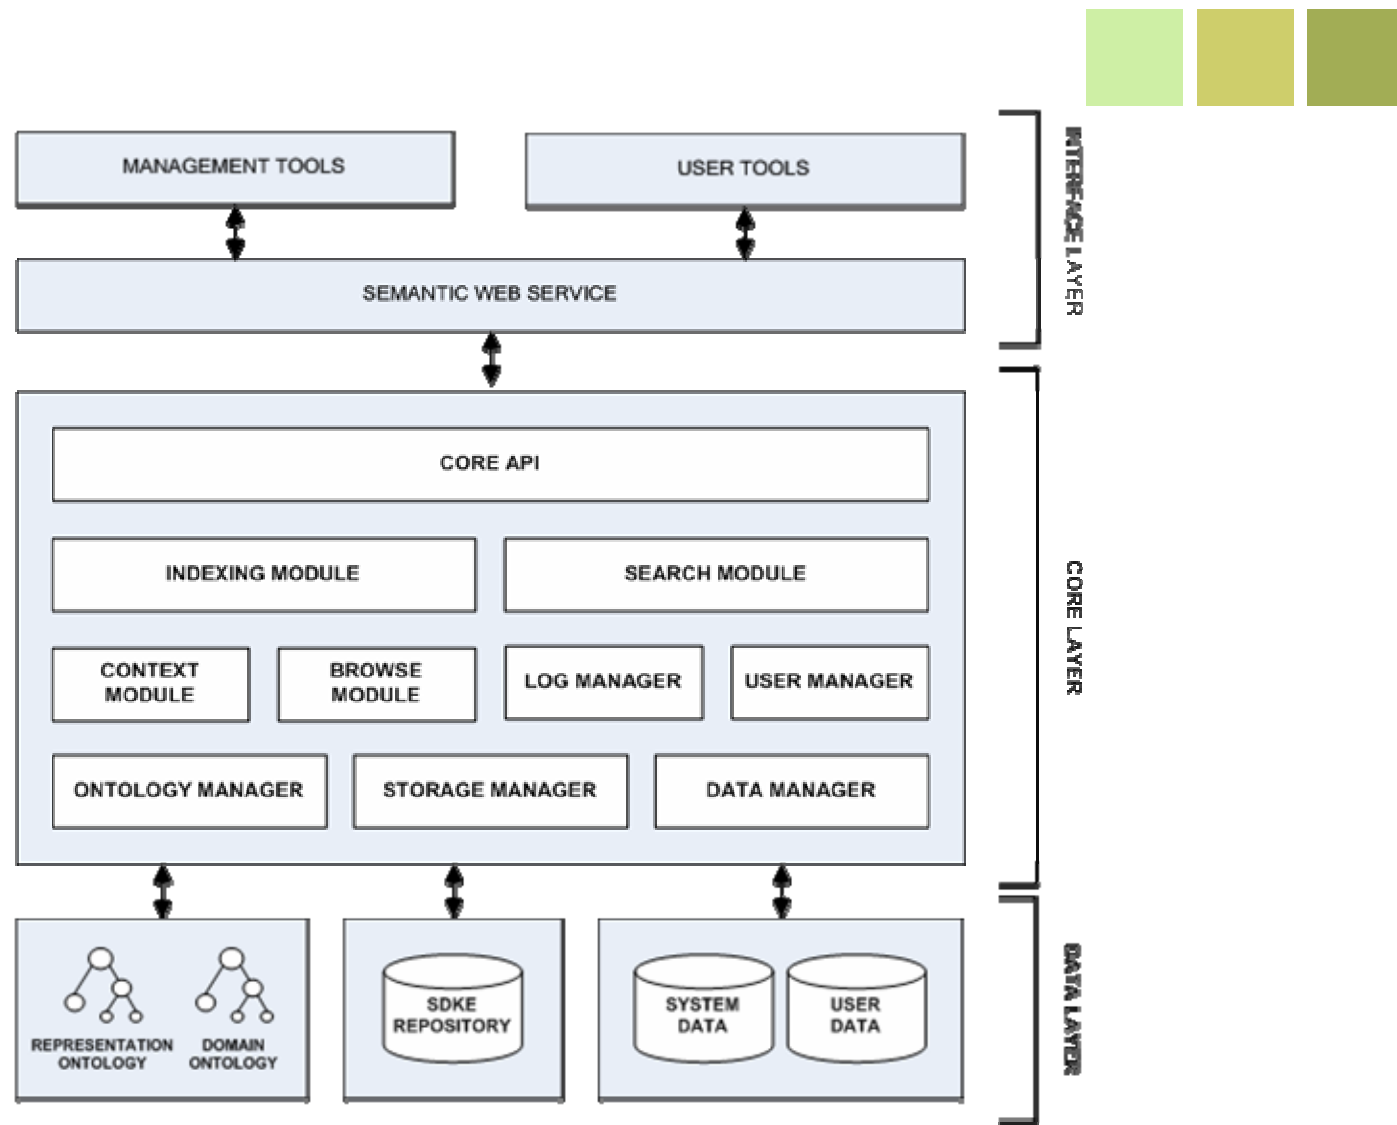 MANAGEMENT TOOLS
USER TOOLS
SEMANTIC WEB SERVICE
INTERFACE LAYER
CORE API
INDEXING MODULE
SEARCH MODULE
CONTEXT
MODULE
BROWSE
MODULE
LOG MANAGER
USER MANAGER
ONTOLOGY MANAGER
STORAGE MANAGER
DATA MANAGER
CORE LAYER
REPRESENTATION
ONTOLOGY
DOMAIN
ONTOLOGY
SDKE
REPOSITORY
SYSTEM
DATA
USER
DATA
DATA LAYER